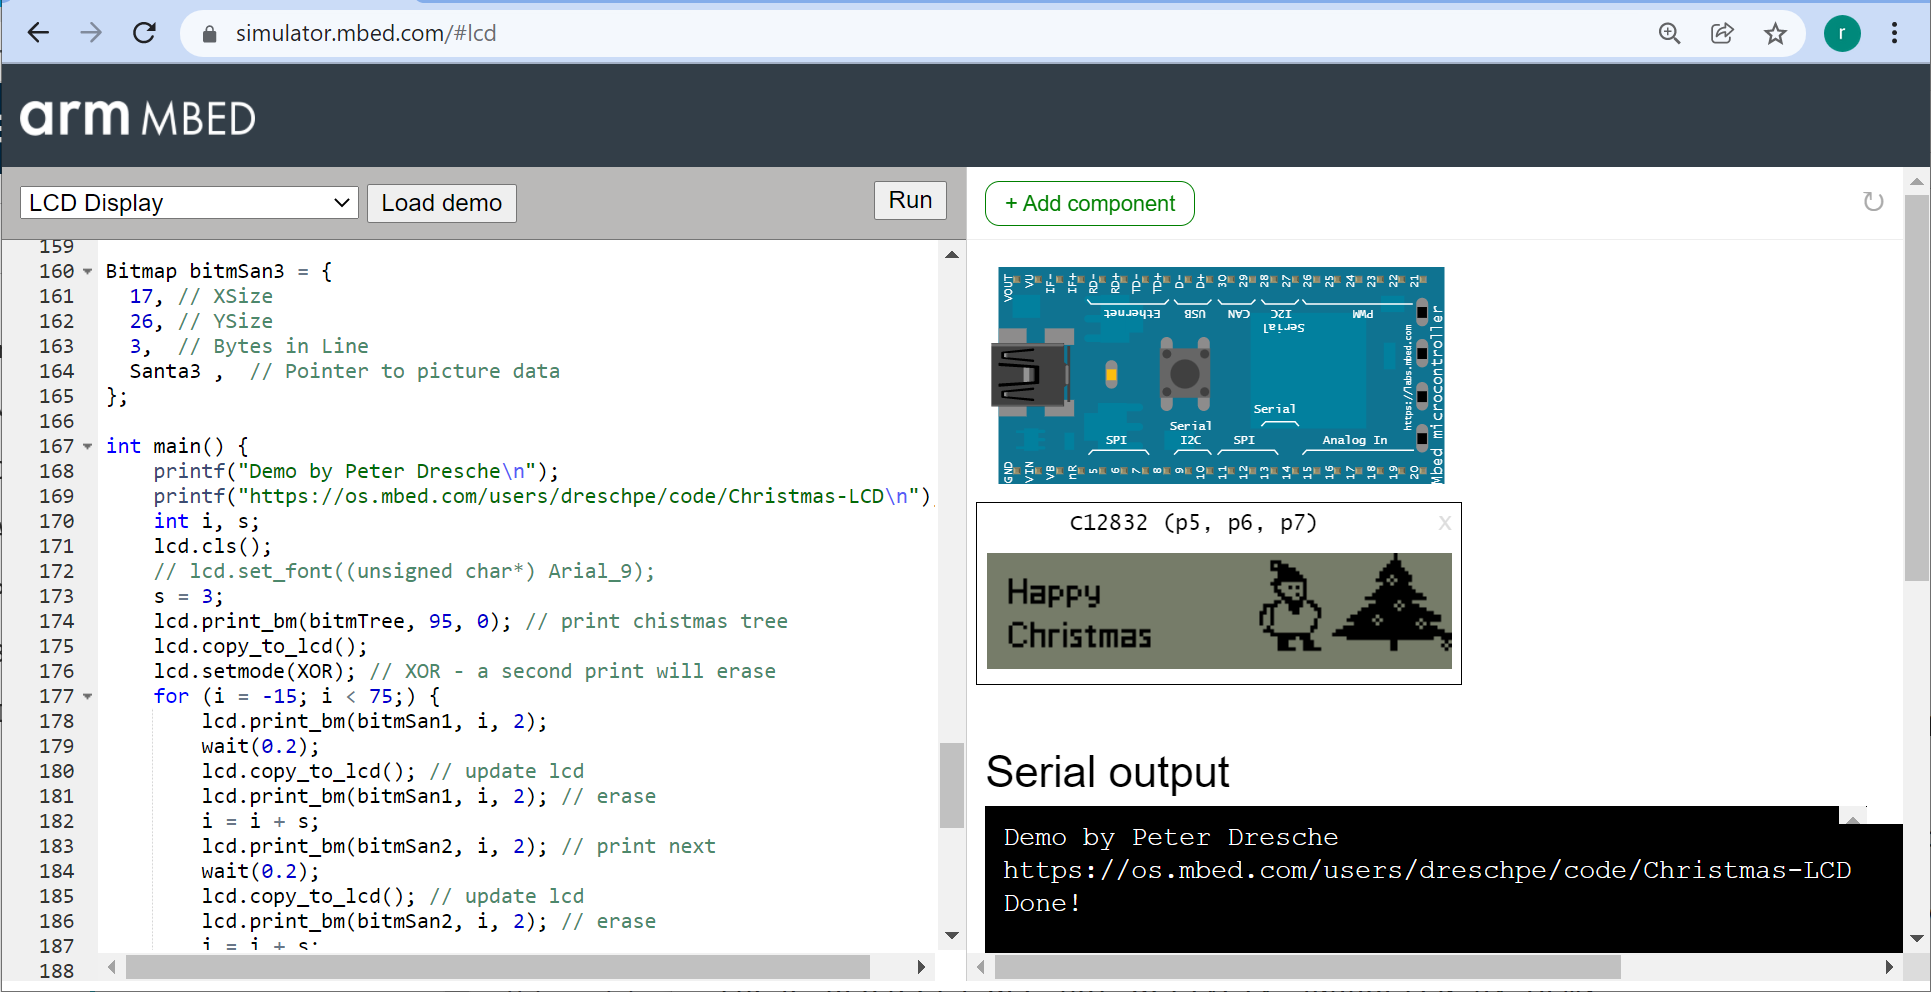 simulator.mbed.com/#lcd
r
arm MBED
LCD Display
Load demo
Run
159
160 Bitmap bitmSan3 = {
161 17, // XSize
162 26, // YSize
163 3, // Bytes in Line
164 Santa3 , // Pointer to picture data
165 };
166
167 int main() {
168 printf("Demo by Peter Dresche\n");
169 printf("https://os.mbed.com/users/dreschpe/code/Christmas-LCD\n")
170 int i, s;
171 lcd.cls();
172 // lcd.set_font((unsigned char*) Arial_9);
173 s = 3;
174 lcd.print_bm(bitmTree, 95, 0); // print chistmas tree
175 lcd.copy_to_lcd();
176 lcd.setmode(XOR); // XOR - a second print will erase
177 for (i = -15; i < 75;) {
178 lcd.print_bm(bitmSan1, i, 2);
179 wait(0.2);
180 lcd.copy_to_lcd(); // update lcd
181 lcd.print_bm(bitmSan1, i, 2); // erase
182 i = i + s;
183 lcd.print_bm(bitmSan2, i, 2); // print next
184 wait(0.2);
185 lcd.copy_to_lcd(); // update lcd
186 lcd.print_bm(bitmSan2, i, 2); // erase
187 i = i + s;
188
+ Add component
VOUT VU IF- IF+ RD- RD+ TD- TD+ D- D+ 30 29 28 27 26 25 24 23 22 21
Ethernet USB CAN I2C PWM
Serial
https://labs.mbed.com
Mbed microcontroller
Serial
Serial
SPI I2C SPI Analog In
GND VIN VB nR 5 6 7 8 9 10 11 12 13 14 15 16 17 18 19 20
C12832 (p5, p6, p7)
x
Happy
Christmas
Serial output
Demo by Peter Dresche
https://os.mbed.com/users/dreschpe/code/Christmas-LCD
Done!